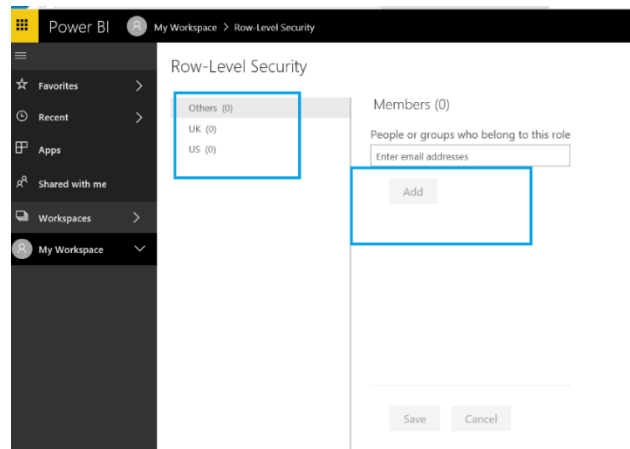 Power BI
My Workspace > Row-Level Security
Favorites
Recent
Apps
Shared with me
Workspaces
My Workspace
Row-Level Security
Others (0)
UK (0)
US (0)
Members (0)
People or groups who belong to this role
Enter email addresses
Add
Save Cancel